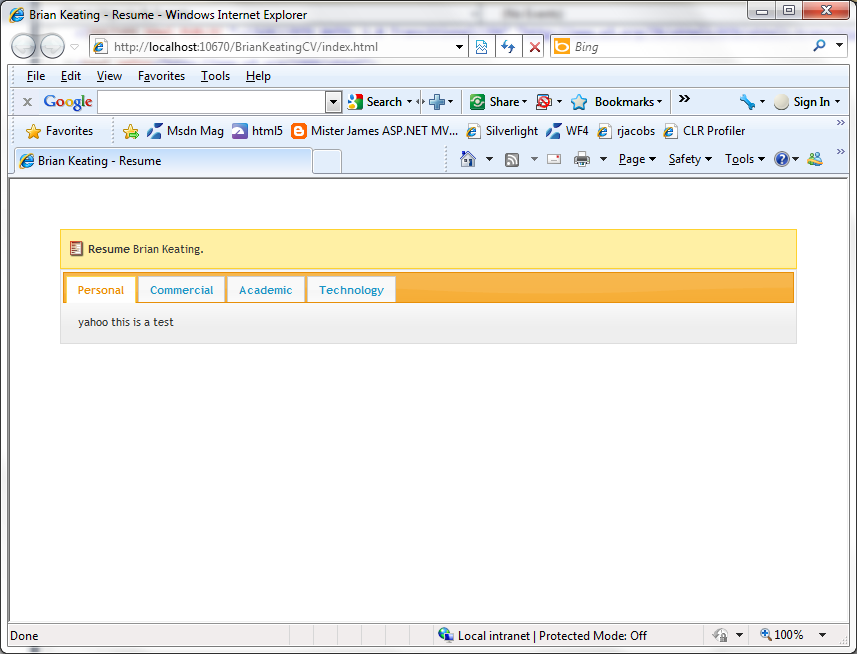 Brian Keating - Resume - Windows Internet Explorer
http://localhost:10670/BrianKeatingCV/index.html
Bing
File Edit View Favorites Tools Help
x Google Search Share Bookmarks » Sign In
Favorites Msdn Mag html5 Mister James ASP.NET MV... Silverlight WF4 rjacobs CLR Profiler »
Brian Keating - Resume
Page Safety Tools »
Resume Brian Keating.
Personal Commercial Academic Technology
yahoo this is a test
Done Local intranet | Protected Mode: Off 100%